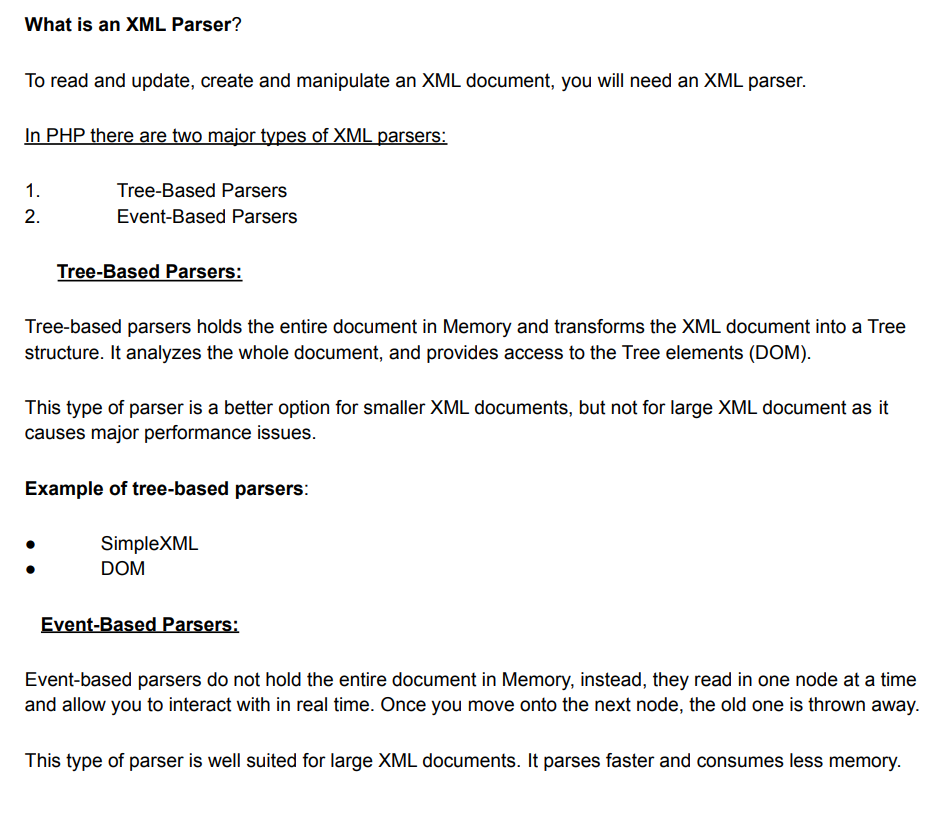 What is an XML Parser?
To read and update, create and manipulate an XML document, you will need an XML parser.
In PHP there are two major types of XML parsers:
1. Tree-Based Parsers
2. Event-Based Parsers
Tree-Based Parsers:
Tree-based parsers holds the entire document in Memory and transforms the XML document into a Tree
structure. It analyzes the whole document, and provides access to the Tree elements (DOM).
This type of parser is a better option for smaller XML documents, but not for large XML document as it
causes major performance issues.
Example of tree-based parsers:
● SimpleXML
● DOM
Event-Based Parsers:
Event-based parsers do not hold the entire document in Memory, instead, they read in one node at a time
and allow you to interact with in real time. Once you move onto the next node, the old one is thrown away.
This type of parser is well suited for large XML documents. It parses faster and consumes less memory.